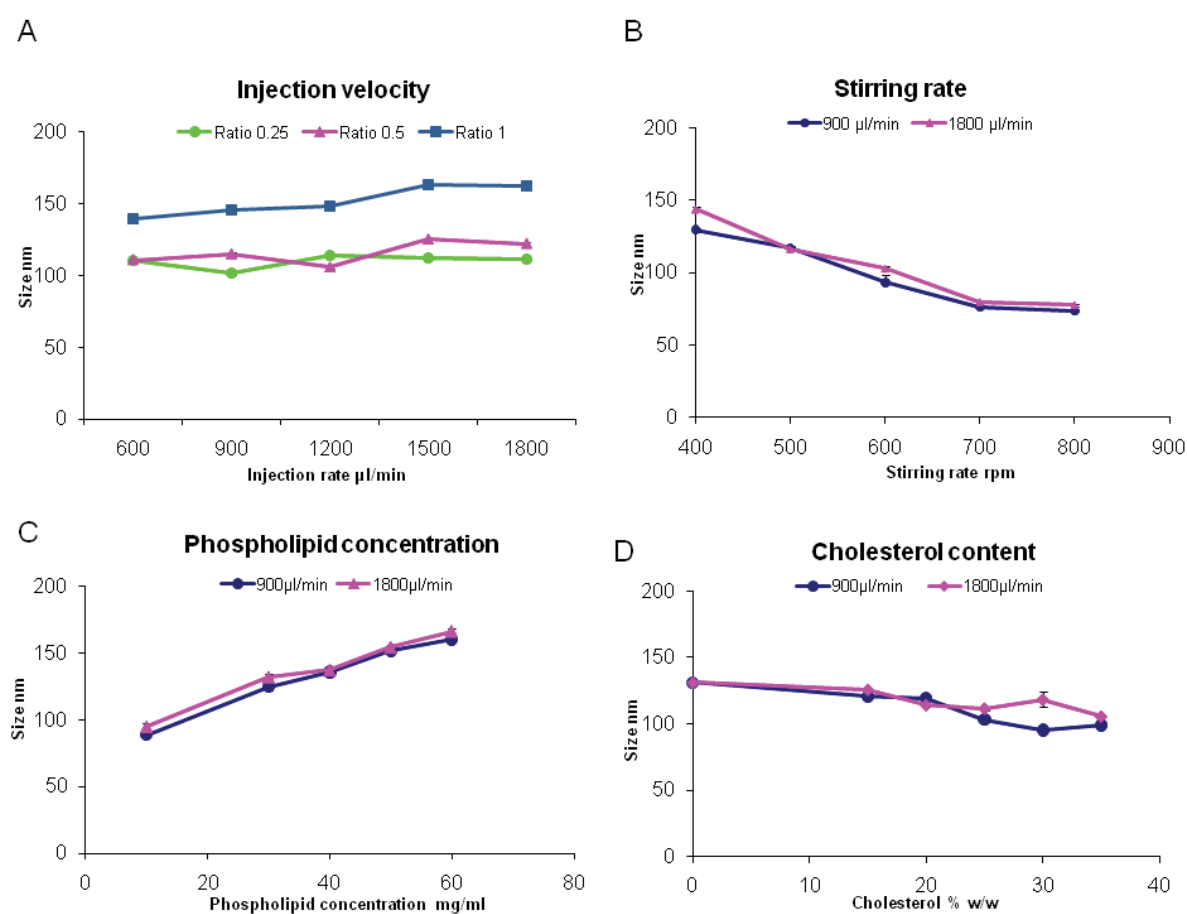 A
Injection velocity
Ratio 0.25 Ratio 0.5 Ratio 1
200
150
100
50
0
Size nm
600 900 1200 1500 1800
Injection rate µl/min
B
Stirring rate
900 µl/min 1800 µl/min
200
150
100
50
0
Size nm
400 500 600 700 800 900
Stirring rate rpm
C
Phospholipid concentration
900µl/min 1800µl/min
200
150
100
50
0
Size nm
0 20 40 60 80
Phospholipid concentration mg/ml
D
Cholesterol content
900µl/min 1800µl/min
200
150
100
50
0
Size nm
0 10 20 30 40
Cholesterol % w/w